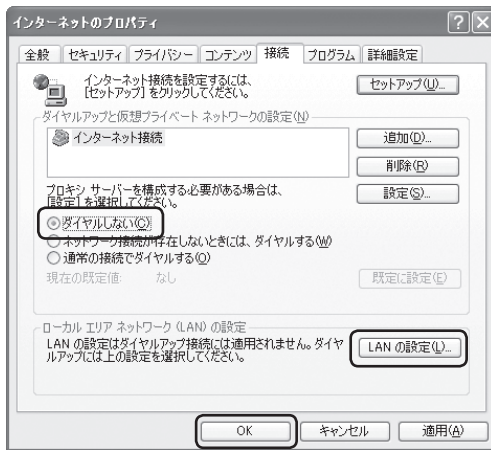 インターネットのプロパティ
全般 セキュリティ プライバシー コンテンツ 接続 プログラム 詳細設定
インターネット接続を設定するには、
[セットアップ] をクリックしてください。
セットアップ(U)...
ダイヤルアップと仮想プライベート ネットワークの設定(N)
インターネット接続
追加(D)...
削除(R)
プロキシ サーバーを構成する必要がある場合は、
[設定] を選択してください。
設定(S)...
ダイヤルしない(C)
ネットワーク接続が存在しないときには、ダイヤルする(W)
通常の接続でダイヤルする(O)
現在の既定値: なし
既定に設定(E)
ローカル エリア ネットワーク (LAN) の設定
LAN の設定はダイヤルアップ接続には適用されません。ダイヤ
ルアップには上の設定を選択してください。
LAN の設定(L)...
OK キャンセル 適用(A)